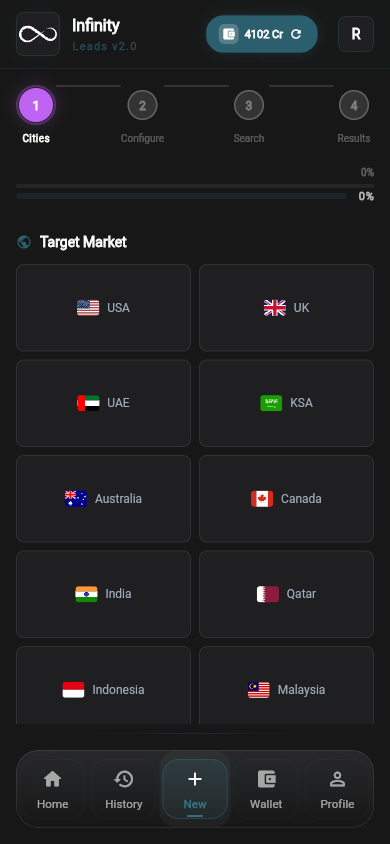 Infinity
Leads v2.0
4102 Cr
R
1
2
3
4
Cities
Configure
Search
Results
0%
0%
Target Market
USA
UK
UAE
KSA
Australia
Canada
India
Qatar
Indonesia
Malaysia
Home
History
New
Wallet
Profile